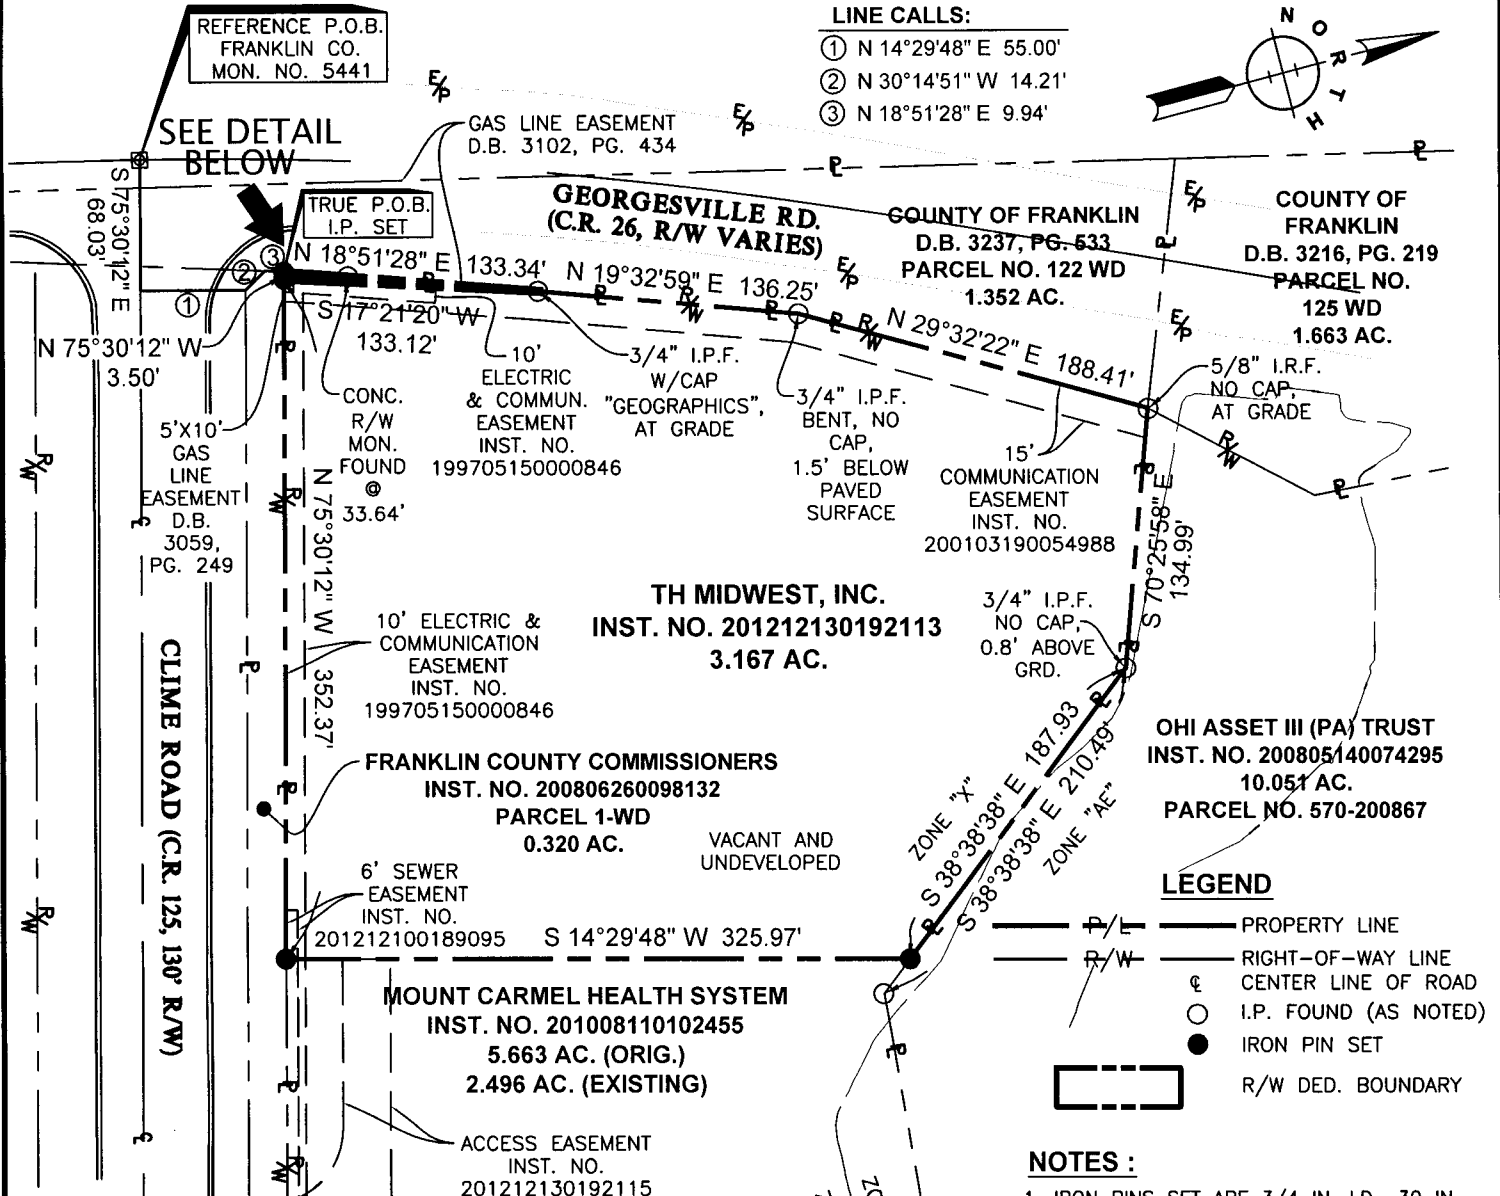 REFERENCE P.O.B.
FRANKLIN CO.
MON. NO. 5441
LINE CALLS:
1 N 14°29'48" E 55.00'
2 N 30°14'51" W 14.21'
3 N 18°51'28" E 9.94'
NORTH
SEE DETAIL
BELOW
GAS LINE EASEMENT
D.B. 3102, PG. 434
E/P
E/P
E/P
E/P
E/P
TRUE P.O.B.
I.P. SET
GEORGESVILLE RD.
(C.R. 26, R/W VARIES)
COUNTY OF FRANKLIN
D.B. 3237, PG. 533
PARCEL NO. 122 WD
1.352 AC.
COUNTY OF
FRANKLIN
D.B. 3216, PG. 219
PARCEL NO.
125 WD
1.663 AC.
S 75°30'12" E
68.03'
1
2
3
N 18°51'28" E 133.34'
N 19°32'59" E 136.25'
N 29°32'22" E 188.41'
S 17°21'20" W
133.12'
N 75°30'12" W
3.50'
5'X10'
GAS
LINE
EASEMENT
D.B.
3059,
PG. 249
CONC.
R/W
MON.
FOUND
@
33.64'
10'
ELECTRIC
& COMMUN.
EASEMENT
INST. NO.
199705150000846
3/4" I.P.F.
W/CAP
"GEOGRAPHICS",
AT GRADE
3/4" I.P.F.
BENT, NO
CAP,
1.5' BELOW
PAVED
SURFACE
15'
COMMUNICATION
EASEMENT
INST. NO.
200103190054988
5/8" I.R.F.
NO CAP,
AT GRADE
R/W
R/W
R/W
R/W
R/W
R/W
R/W
N 75°30'12" W 352.37'
S 70°25'58" E
134.99'
TH MIDWEST, INC.
INST. NO. 201212130192113
3.167 AC.
3/4" I.P.F.
NO CAP,
0.8' ABOVE
GRD.
10' ELECTRIC &
COMMUNICATION
EASEMENT
INST. NO.
199705150000846
CLIME ROAD (C.R. 125, 130' R/W)
FRANKLIN COUNTY COMMISSIONERS
INST. NO. 200806260098132
PARCEL 1-WD
0.320 AC.
VACANT AND
UNDEVELOPED
ZONE "X"
S 38°38'38" E 187.93
S 38°38'38" E 210.49'
ZONE "AE"
OHI ASSET III (PA) TRUST
INST. NO. 200805140074295
10.051 AC.
PARCEL NO. 570-200867
6' SEWER
EASEMENT
INST. NO.
201212100189095
S 14°29'48" W 325.97'
MOUNT CARMEL HEALTH SYSTEM
INST. NO. 201008110102455
5.663 AC. (ORIG.)
2.496 AC. (EXISTING)
ACCESS EASEMENT
INST. NO.
201212130192115
LEGEND
P/L PROPERTY LINE
R/W RIGHT-OF-WAY LINE
℄ CENTER LINE OF ROAD
I.P. FOUND (AS NOTED)
IRON PIN SET
R/W DED. BOUNDARY
NOTES :